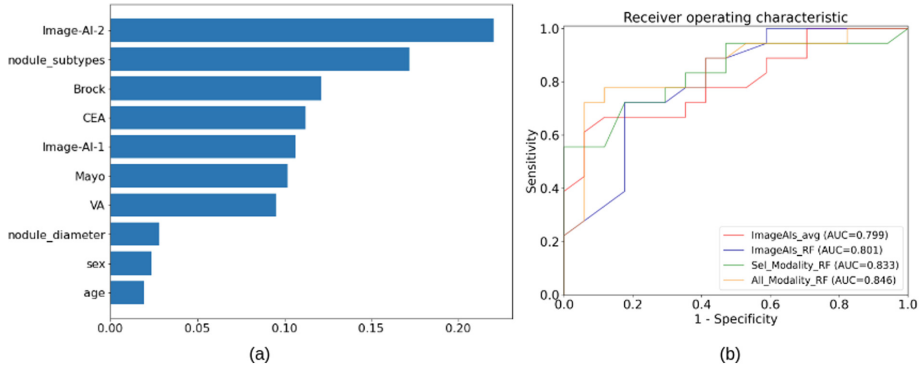 Image-AI-2
nodule_subtypes
Brock
CEA
Image-AI-1
Mayo
VA
nodule_diameter
sex
age
0.00 0.05 0.10 0.15 0.20
(a)
Receiver operating characteristic
Sensitivity
1.0
0.8
0.6
0.4
0.2
0.0
ImageAIs_avg (AUC=0.799)
ImageAIs_RF (AUC=0.801)
Sel_Modality_RF (AUC=0.833)
All_Modality_RF (AUC=0.846)
0.0 0.2 0.4 0.6 0.8 1.0
1 - Specificity
(b)